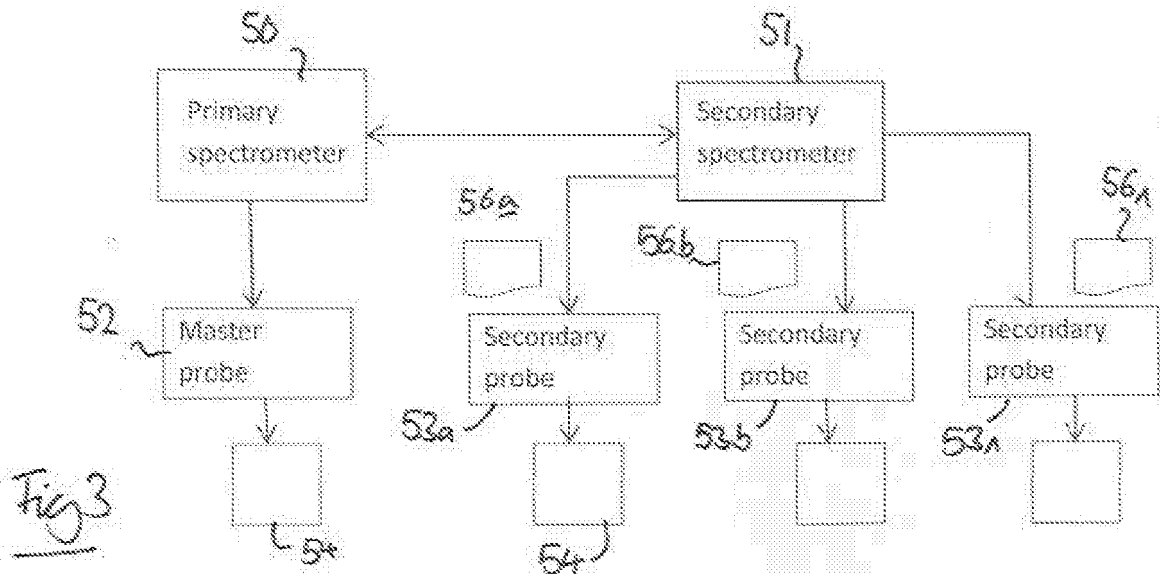 50
51
Primary
spectrometer
Secondary
spectrometer
56a
56b
56n
52
Master
probe
Secondary
probe
Secondary
probe
Secondary
probe
53a
53b
53n
Fig 3
54
54